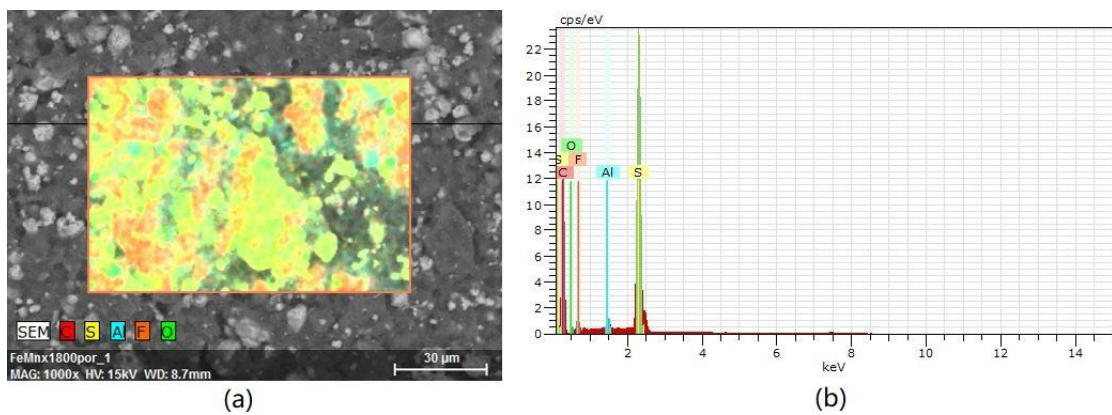 SEM C S A F O
FeMnx1800por_1
MAG: 1000x HV: 15kV WD: 8.7mm
30 µm
(a)
cps/eV
22
20
18
16
14
12
10
8
6
4
2
0
O
S F
C Al S
2 4 6 8 10 12 14
keV
(b)